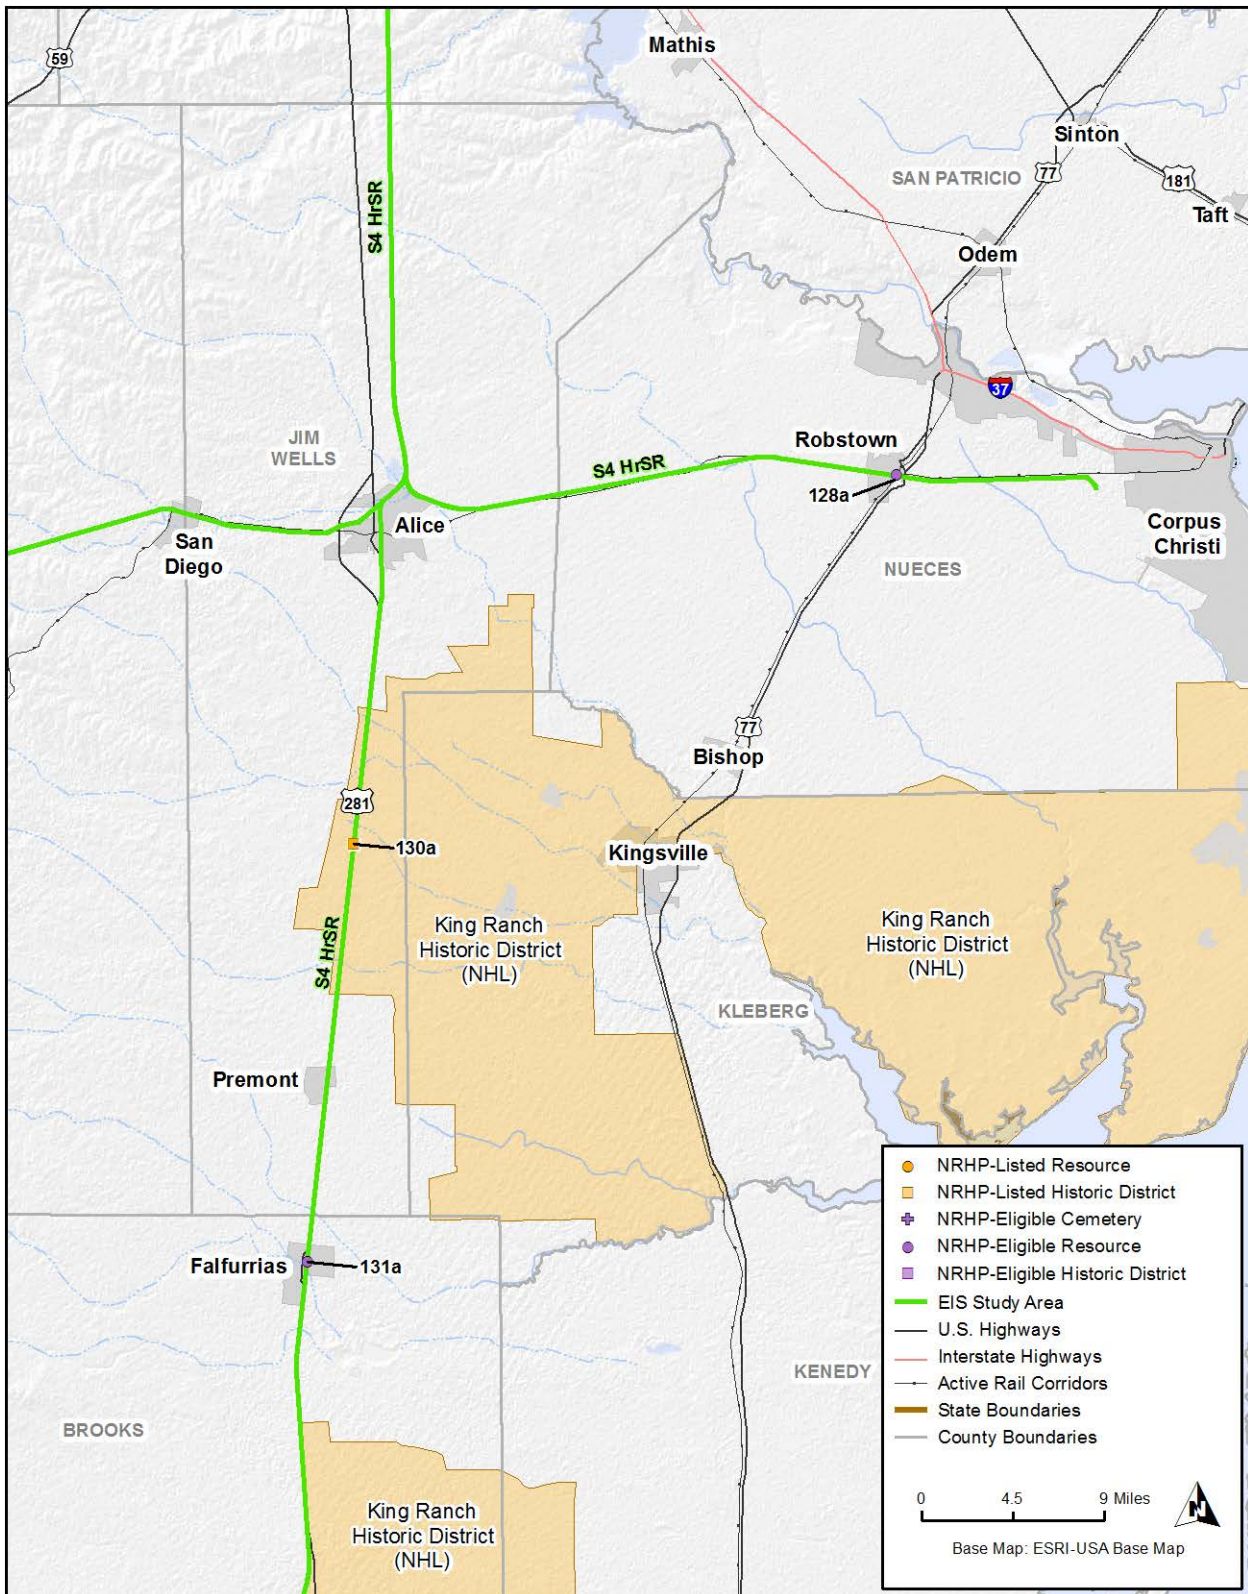 59
Mathis
Sinton
SAN PATRICIO
77
181
Taft
S4 HrSR
Odem
37
JIM
WELLS
Robstown
S4 HrSR
128a
Alice
San
Diego
Corpus
Christi
NUECES
77
Bishop
281
130a
Kingsville
S4 HrSR
King Ranch
Historic District
(NHL)
King Ranch
Historic District
(NHL)
KLEBERG
Premont
Falfurrias
131a
KENEDY
BROOKS
King Ranch
Historic District
(NHL)
NRHP-Listed Resource
NRHP-Listed Historic District
NRHP-Eligible Cemetery
NRHP-Eligible Resource
NRHP-Eligible Historic District
EIS Study Area
U.S. Highways
Interstate Highways
Active Rail Corridors
State Boundaries
County Boundaries
0 4.5 9 Miles
N
Base Map: ESRI-USA Base Map